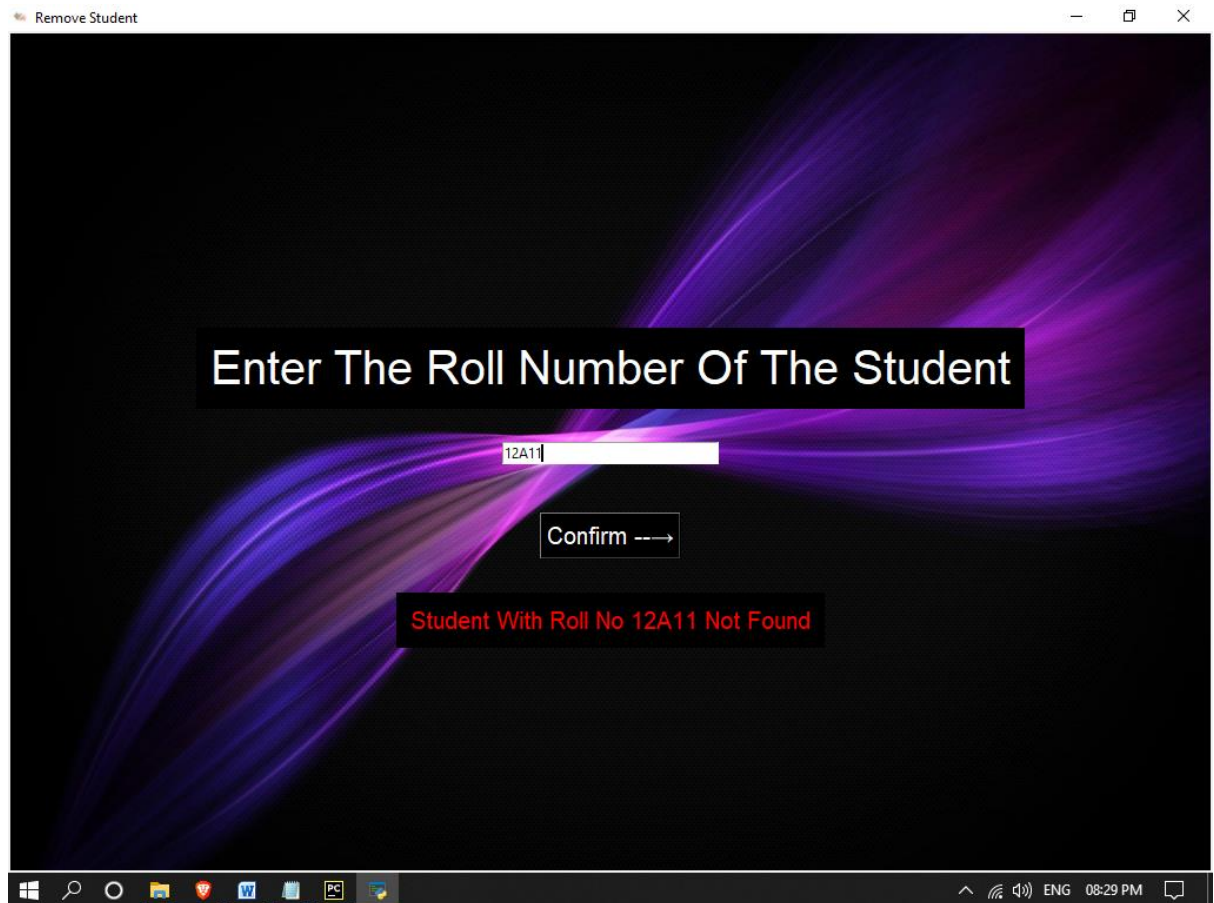 Remove Student
Enter The Roll Number Of The Student
12A11
Confirm --→
Student With Roll No 12A11 Not Found
W
PC
ENG 08:29 PM